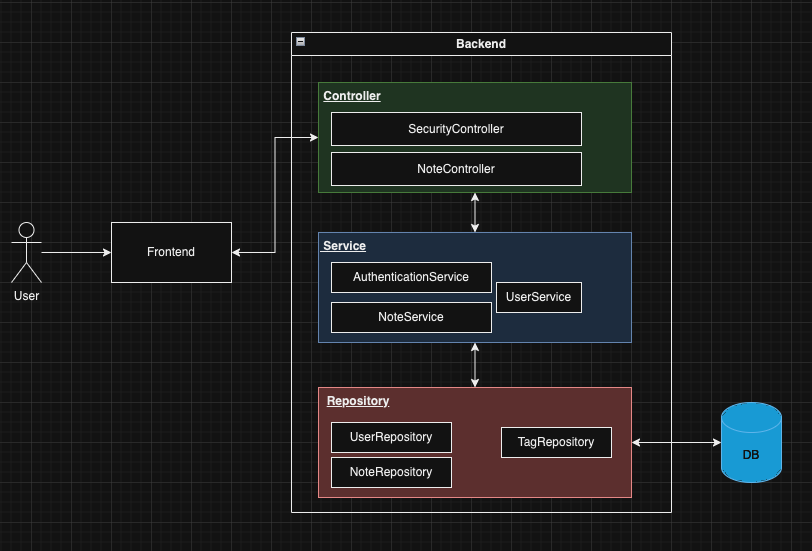 Backend
Controller
SecurityController
NoteController
User
Frontend
Service
AuthenticationService
UserService
NoteService
Repository
UserRepository
TagRepository
NoteRepository
DB